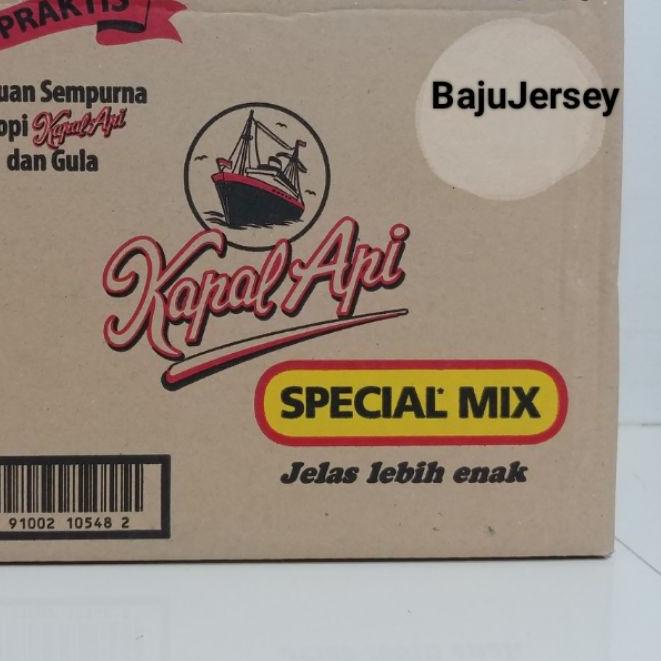 PRAKTIS
BajuJersey
uan Sempurna
opi Kapal Api
dan Gula
Kapal Api
SPECIAL MIX
Jelas lebih enak
91002 10548 2